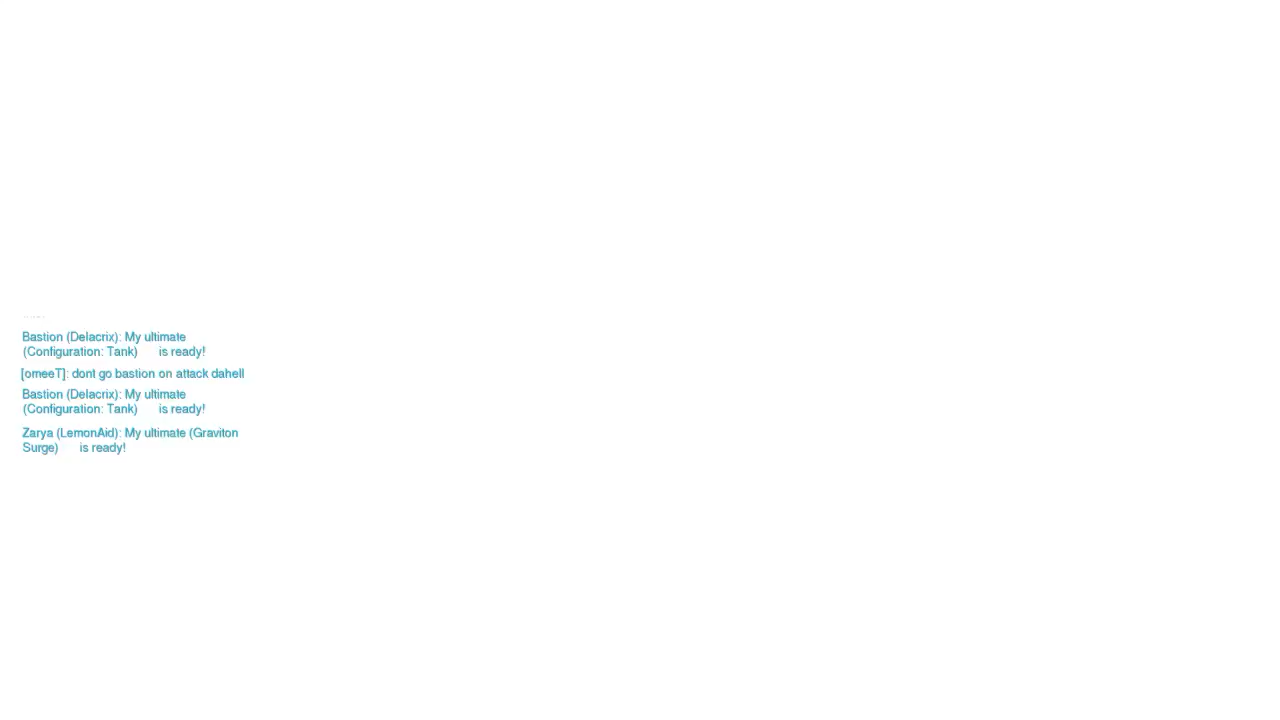 Bastion (Delacrix): My ultimate
(Configuration: Tank) is ready!
[omeeT]: dont go bastion on attack dahell
Bastion (Delacrix): My ultimate
(Configuration: Tank) is ready!
Zarya (LemonAid): My ultimate (Graviton
Surge) is ready!